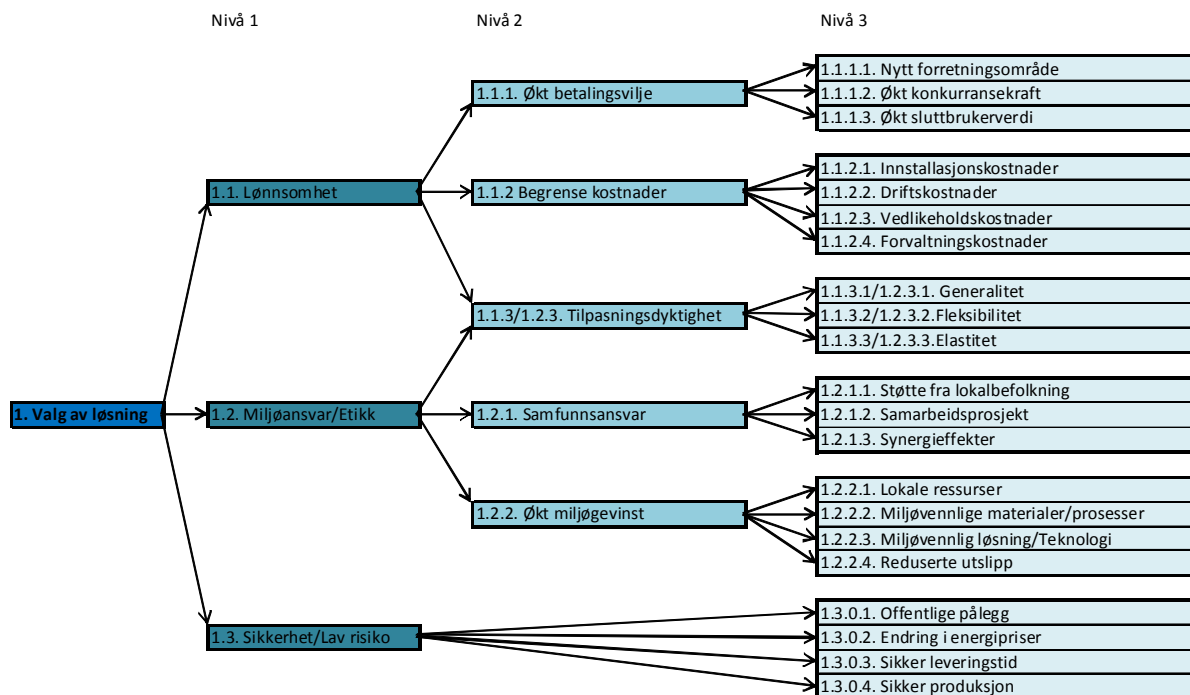 Nivå 1
Nivå 2
Nivå 3
1. Valg av løsning
1.1. Lønnsomhet
1.2. Miljøansvar/Etikk
1.3. Sikkerhet/Lav risiko
1.1.1. Økt betalingsvilje
1.1.2 Begrense kostnader
1.1.3/1.2.3. Tilpasningsdyktighet
1.2.1. Samfunnsansvar
1.2.2. Økt miljøgevinst
1.1.1.1. Nytt forretningsområde
1.1.1.2. Økt konkurransekraft
1.1.1.3. Økt sluttbrukerverdi
1.1.2.1. Innstallasjonskostnader
1.1.2.2. Driftskostnader
1.1.2.3. Vedlikeholdskostnader
1.1.2.4. Forvaltningskostnader
1.1.3.1/1.2.3.1. Generalitet
1.1.3.2/1.2.3.2.Fleksibilitet
1.1.3.3/1.2.3.3.Elastitet
1.2.1.1. Støtte fra lokalbefolkning
1.2.1.2. Samarbeidsprosjekt
1.2.1.3. Synergieffekter
1.2.2.1. Lokale ressurser
1.2.2.2. Miljøvennlige materialer/prosesser
1.2.2.3. Miljøvennlig løsning/Teknologi
1.2.2.4. Reduserte utslipp
1.3.0.1. Offentlige pålegg
1.3.0.2. Endring i energipriser
1.3.0.3. Sikker leveringstid
1.3.0.4. Sikker produksjon